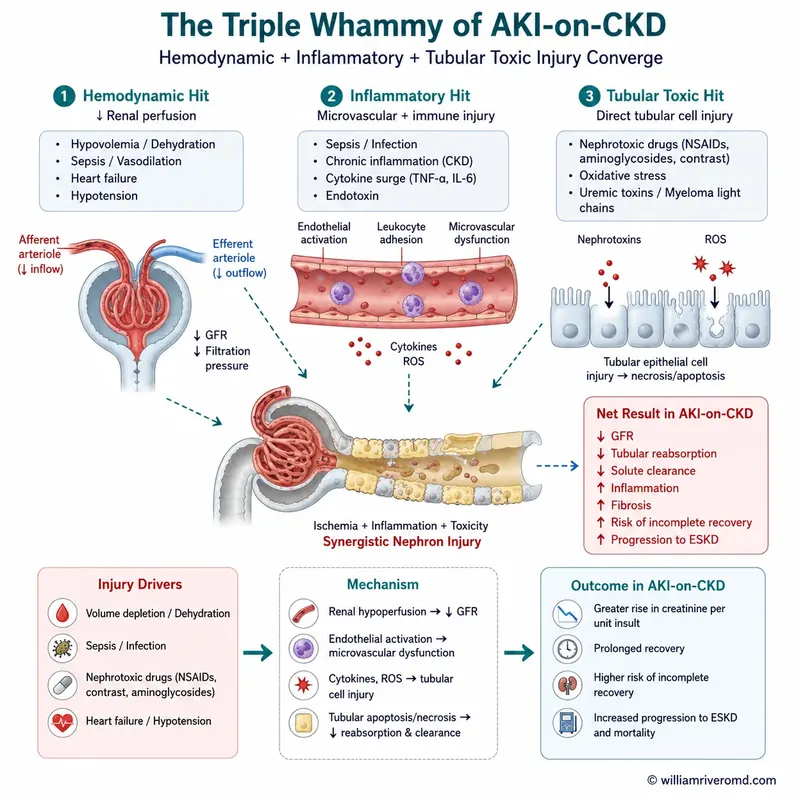 The Triple Whammy of AKI-on-CKD
Hemodynamic + Inflammatory + Tubular Toxic Injury Converge
1 Hemodynamic Hit
↓ Renal perfusion
• Hypovolemia / Dehydration
• Sepsis / Vasodilation
• Heart failure
• Hypotension
Afferent
arteriole
(↓ inflow)
Efferent
arteriole
(↓ outflow)
↓ GFR
↓ Filtration
pressure
2 Inflammatory Hit
Microvascular + immune injury
• Sepsis / Infection
• Chronic inflammation (CKD)
• Cytokine surge (TNF-α, IL-6)
• Endotoxin
Endothelial
activation
Leukocyte
adhesion
Microvascular
dysfunction
Cytokines
ROS
3 Tubular Toxic Hit
Direct tubular cell injury
• Nephrotoxic drugs (NSAIDs,
aminoglycosides, contrast)
• Oxidative stress
• Uremic toxins / Myeloma light
chains
Nephrotoxins
ROS
Tubular epithelial cell
injury → necrosis/apoptosis
Ischemia + Inflammation + Toxicity
Synergistic Nephron Injury
Net Result in AKI-on-CKD
↓ GFR
↓ Tubular reabsorption
↓ Solute clearance
↑ Inflammation
↑ Fibrosis
↑ Risk of incomplete recovery
↑ Progression to ESKD
Injury Drivers
Volume depletion / Dehydration
Sepsis / Infection
Nephrotoxic drugs (NSAIDs,
contrast, aminoglycosides)
Heart failure / Hypotension
Mechanism
Renal hypoperfusion → ↓ GFR
Endothelial activation →
microvascular dysfunction
Cytokines, ROS → tubular
cell injury
Tubular apoptosis/necrosis →
↓ reabsorption & clearance
Outcome in AKI-on-CKD
Greater rise in creatinine per
unit insult
Prolonged recovery
Higher risk of incomplete
recovery
Increased progression to ESKD
and mortality
© williamriveromd.com